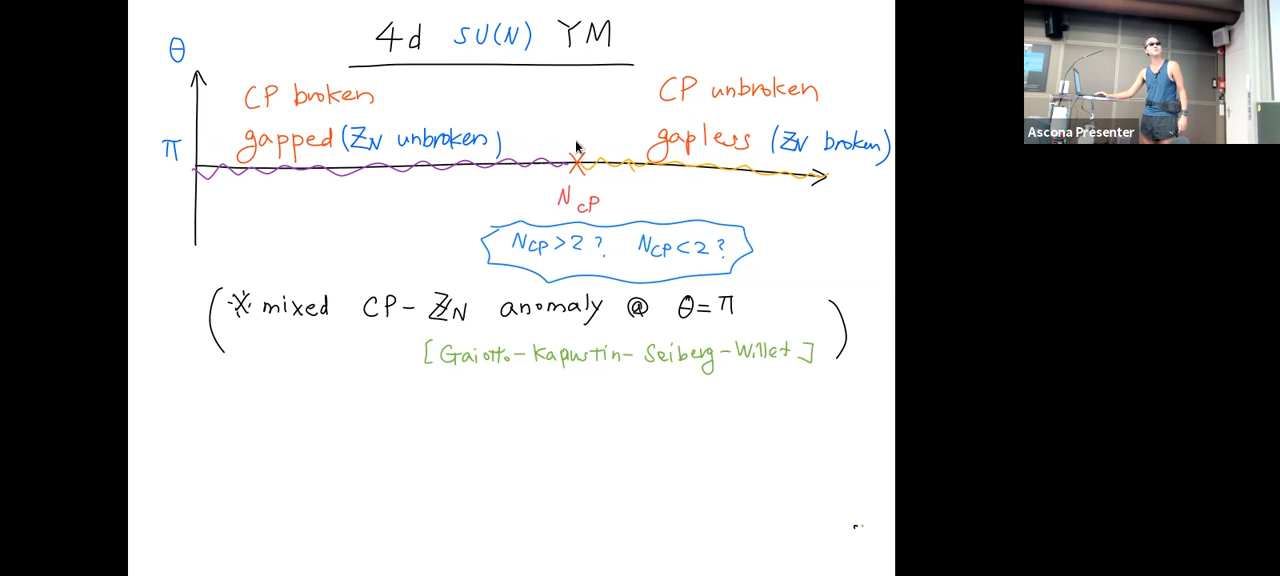 4d SU(N) YM
θ
CP broken
CP unbroken
gapped (ℤN unbroken)
gapless (ℤN broken)
π
NCP
NCP > 2 ? NCP < 2 ?
(※ mixed CP-ℤN anomaly @ θ=π
[Gaiotto-Kapustin-Seiberg-Willet])
Ascona Presenter